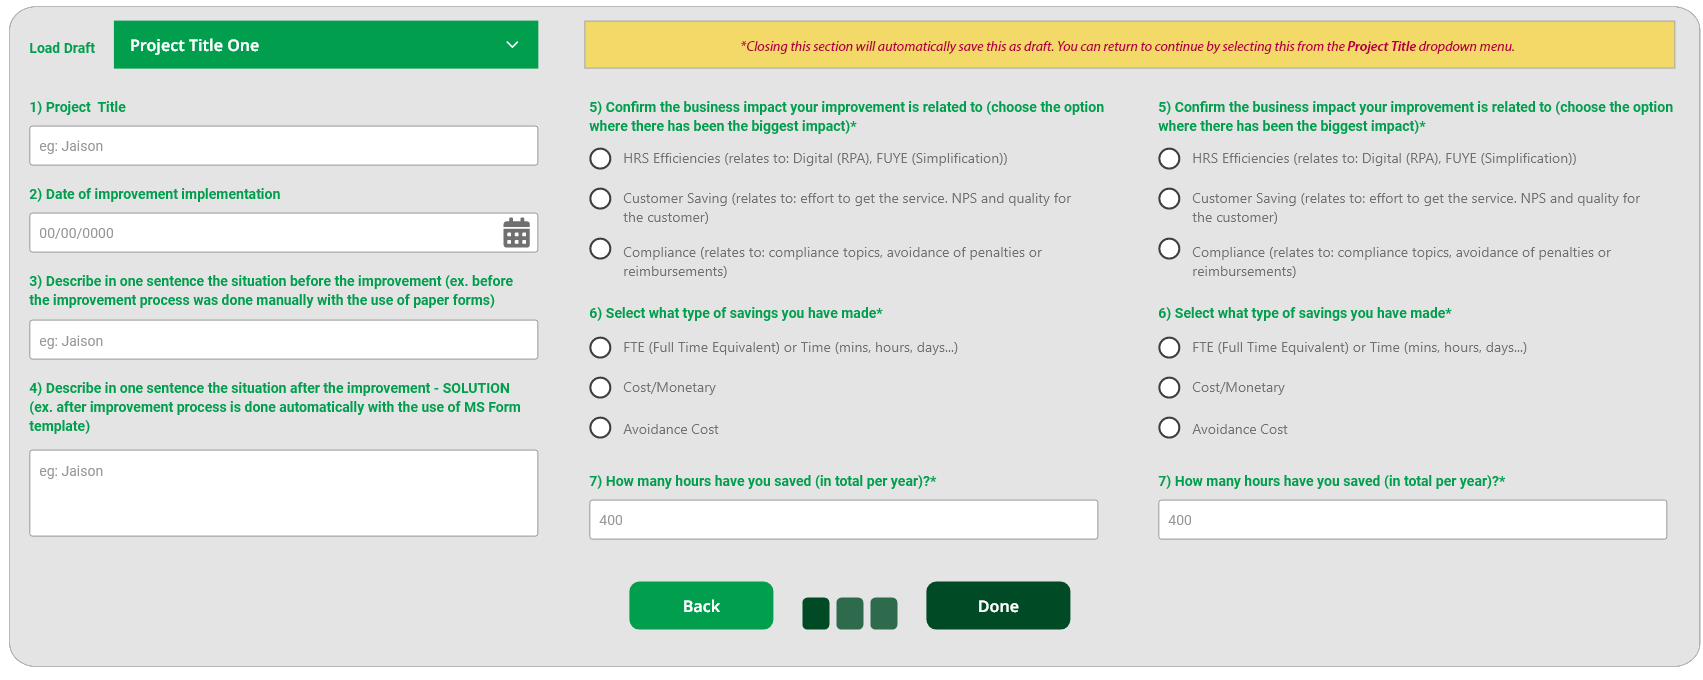 Load Draft
Project Title One
*Closing this section will automatically save this as draft. You can return to continue by selecting this from the Project Title dropdown menu.
1) Project  Title
eg: Jaison
2) Date of improvement implementation
00/00/0000
3) Describe in one sentence the situation before the improvement (ex. before
the improvement process was done manually with the use of paper forms)
eg: Jaison
4) Describe in one sentence the situation after the improvement - SOLUTION
(ex. after improvement process is done automatically with the use of MS Form
template)
eg: Jaison
5) Confirm the business impact your improvement is related to (choose the option
where there has been the biggest impact)*
HRS Efficiencies (relates to: Digital (RPA), FUYE (Simplification))
Customer Saving (relates to: effort to get the service. NPS and quality for
the customer)
Compliance (relates to: compliance topics, avoidance of penalties or
reimbursements)
6) Select what type of savings you have made*
FTE (Full Time Equivalent) or Time (mins, hours, days...)
Cost/Monetary
Avoidance Cost
7) How many hours have you saved (in total per year)?*
400
5) Confirm the business impact your improvement is related to (choose the option
where there has been the biggest impact)*
HRS Efficiencies (relates to: Digital (RPA), FUYE (Simplification))
Customer Saving (relates to: effort to get the service. NPS and quality for
the customer)
Compliance (relates to: compliance topics, avoidance of penalties or
reimbursements)
6) Select what type of savings you have made*
FTE (Full Time Equivalent) or Time (mins, hours, days...)
Cost/Monetary
Avoidance Cost
7) How many hours have you saved (in total per year)?*
400
Back
Done